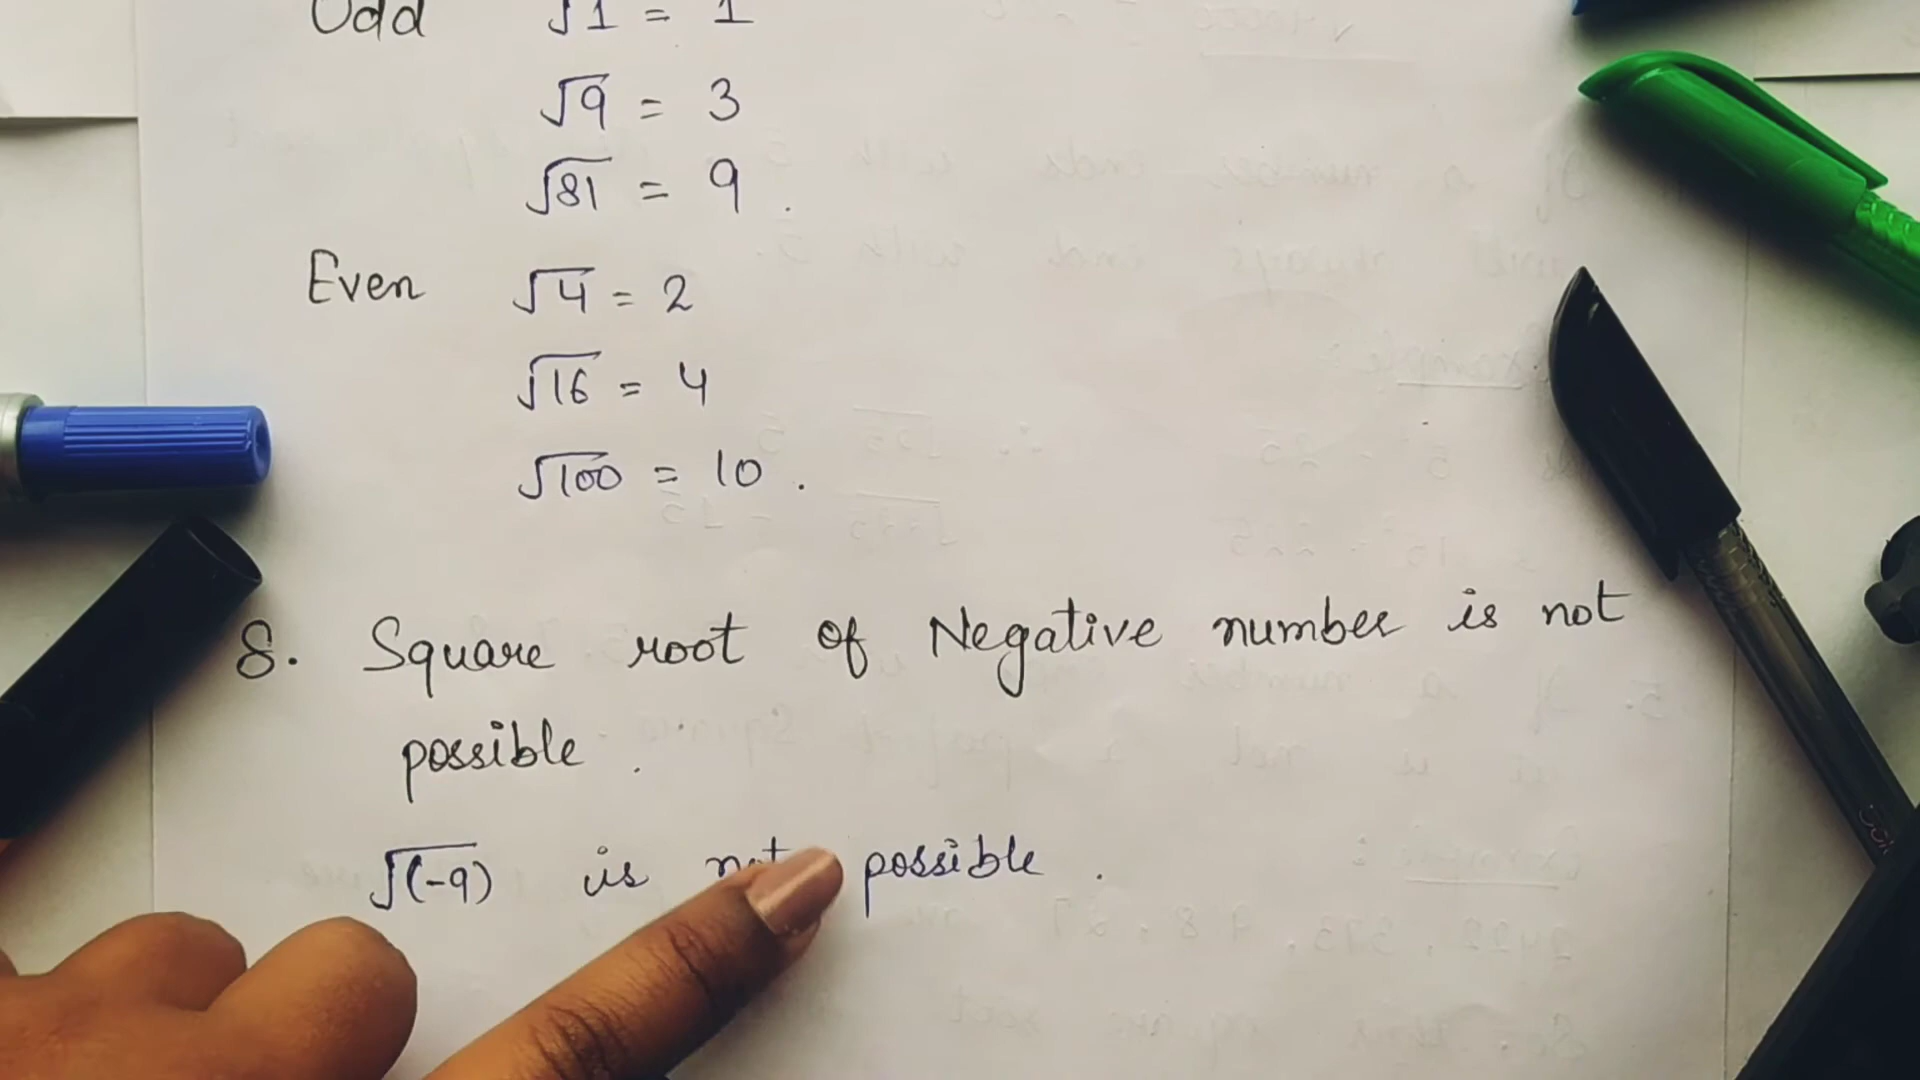 Odd √1 = 1
√9 = 3
√81 = 9 .
Even √4 = 2
√16 = 4
√100 = 10 .
8. Square root of Negative number is not
possible .
√(-9) is not possible .